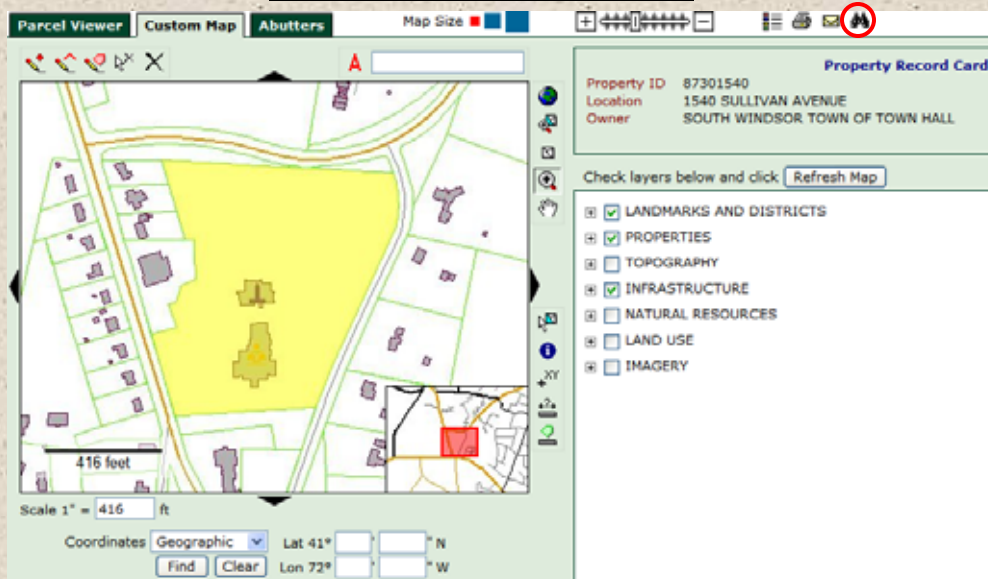 Parcel Viewer Custom Map Abutters Map Size
A
Property Record Card
Property ID 87301540
Location 1540 SULLIVAN AVENUE
Owner SOUTH WINDSOR TOWN OF TOWN HALL
Check layers below and click Refresh Map
LANDMARKS AND DISTRICTS
PROPERTIES
TOPOGRAPHY
INFRASTRUCTURE
NATURAL RESOURCES
LAND USE
IMAGERY
XY
416 feet
Scale 1" = 416 ft
Coordinates Geographic Lat 41° ' " N
Find Clear Lon 72° ' " W